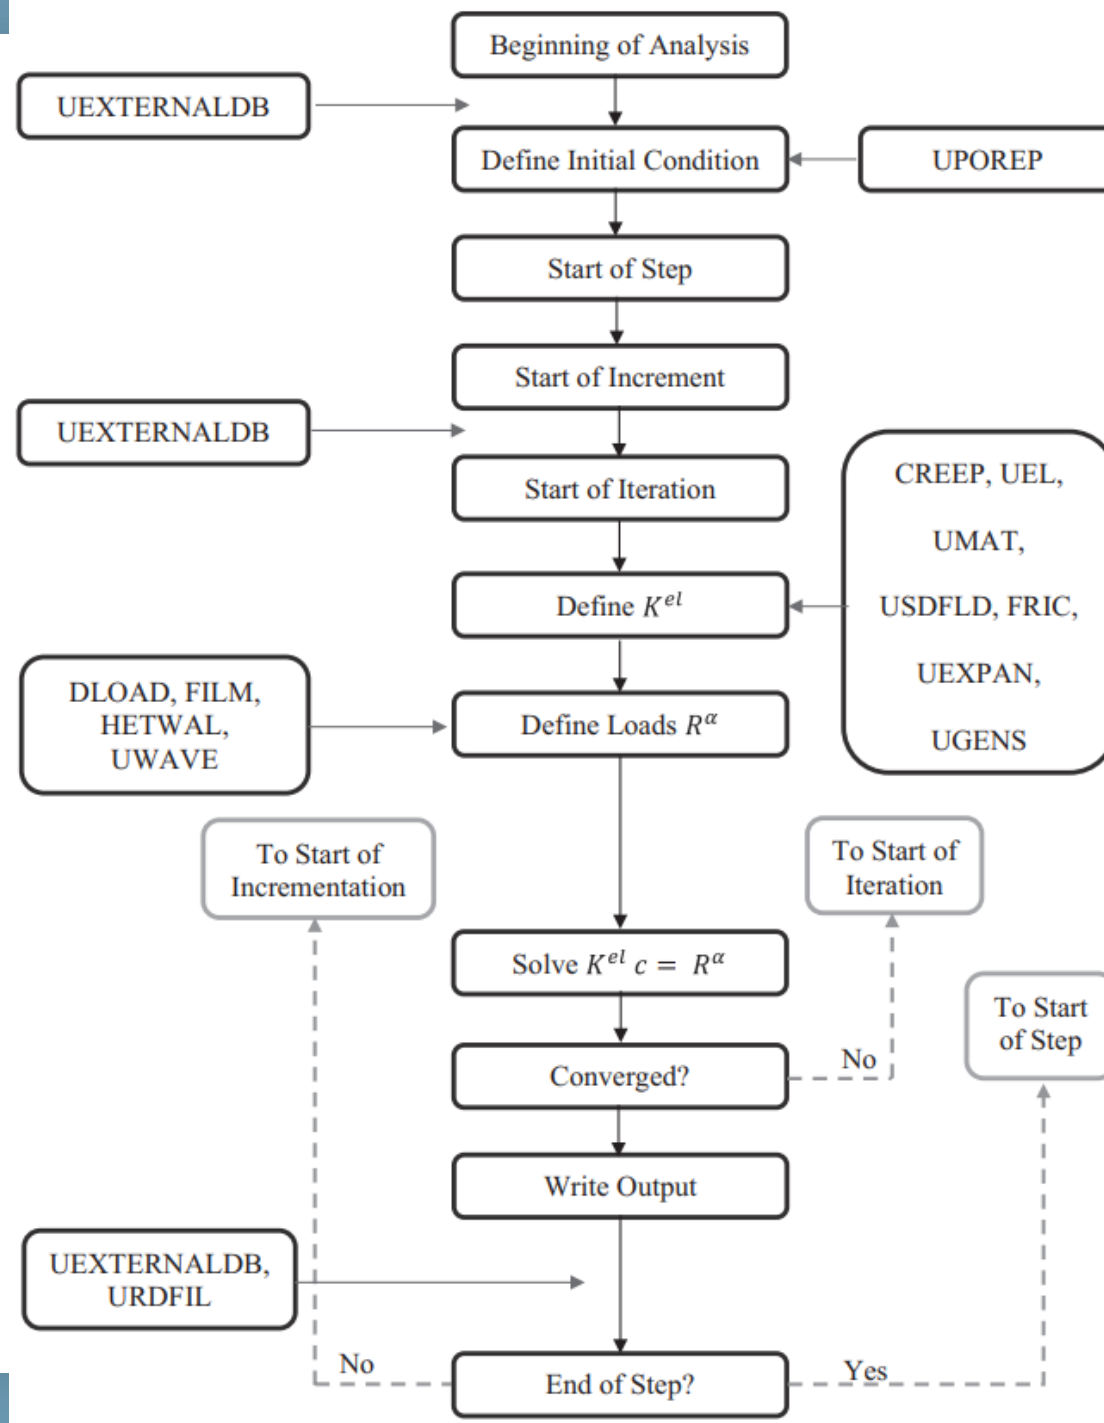 Beginning of Analysis
UEXTERNALDB
Define Initial Condition
UPOREP
Start of Step
Start of Increment
UEXTERNALDB
Start of Iteration
CREEP, UEL,
UMAT,
USDFLD, FRIC,
UEXPAN,
UGENS
Define K^{el}
DLOAD, FILM,
HETWAL,
UWAVE
Define Loads R^α
To Start of
Incrementation
To Start of
Iteration
Solve K^{el} c = R^α
To Start
of Step
Converged?
No
Write Output
UEXTERNALDB,
URDFIL
No
End of Step?
Yes